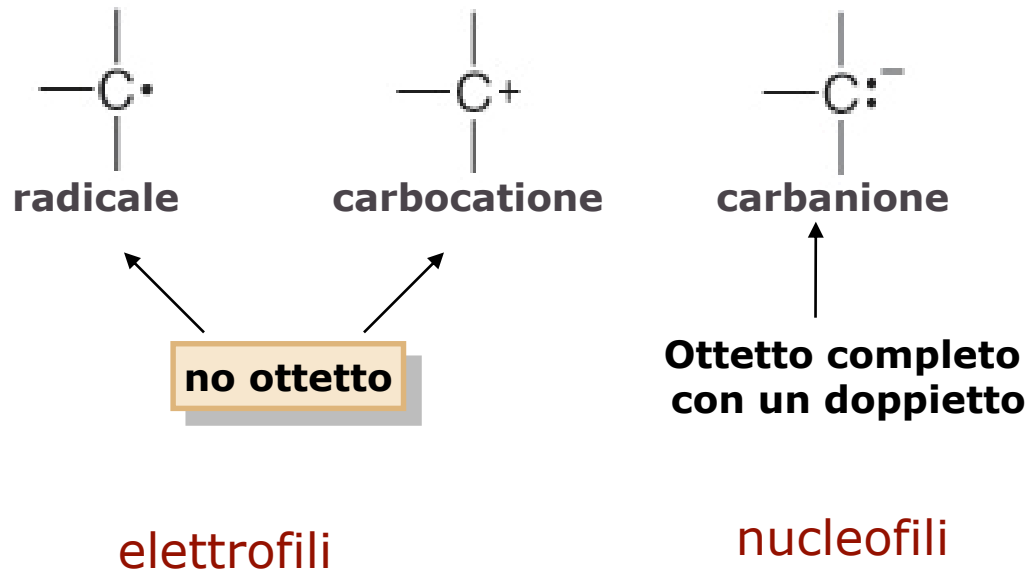 C• C+ C:−
radicale carbocatione carbanione
no ottetto
Ottetto completo
con un doppietto
elettrofili nucleofili